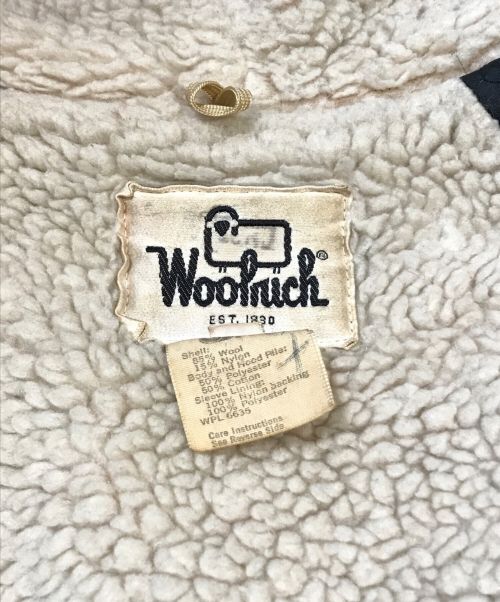 Woolrich®
EST. 1830
Shell:
85% Wool
15% Nylon
Body and Hood Pile:
50% Polyester
50% Cotton
Sleeve Lining:
100% Nylon backing
100% Polyester
WPL 6635
Care Instructions
See Reverse Side